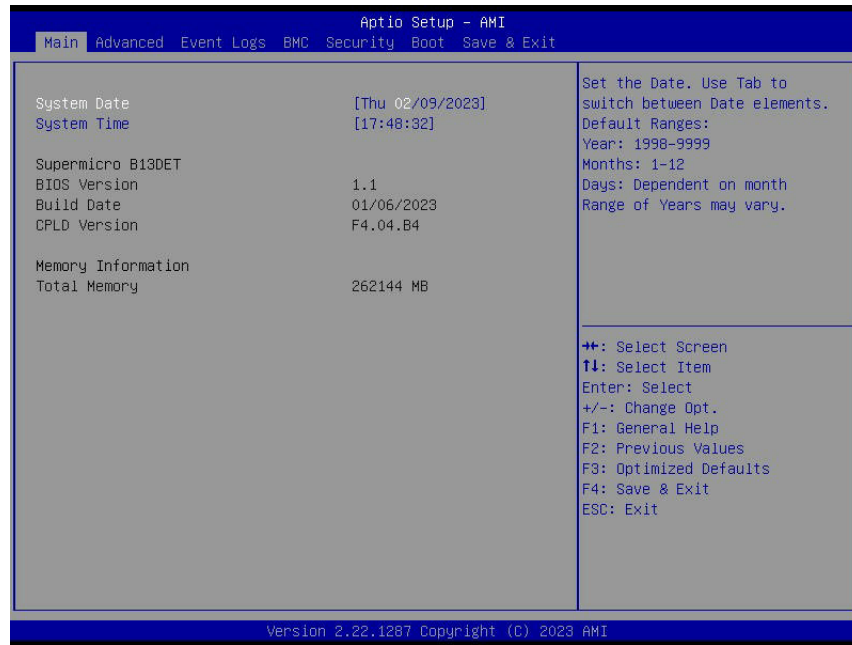 Aptio Setup – AMI
Main Advanced Event Logs BMC Security Boot Save & Exit
System Date [Thu 02/09/2023]
System Time [17:48:32]
Supermicro B13DET
BIOS Version 1.1
Build Date 01/06/2023
CPLD Version F4.04.B4
Memory Information
Total Memory 262144 MB
Set the Date. Use Tab to
switch between Date elements.
Default Ranges:
Year: 1998-9999
Months: 1-12
Days: Dependent on month
Range of Years may vary.
→←: Select Screen
↑↓: Select Item
Enter: Select
+/-: Change Opt.
F1: General Help
F2: Previous Values
F3: Optimized Defaults
F4: Save & Exit
ESC: Exit
Version 2.22.1287 Copyright (C) 2023 AMI